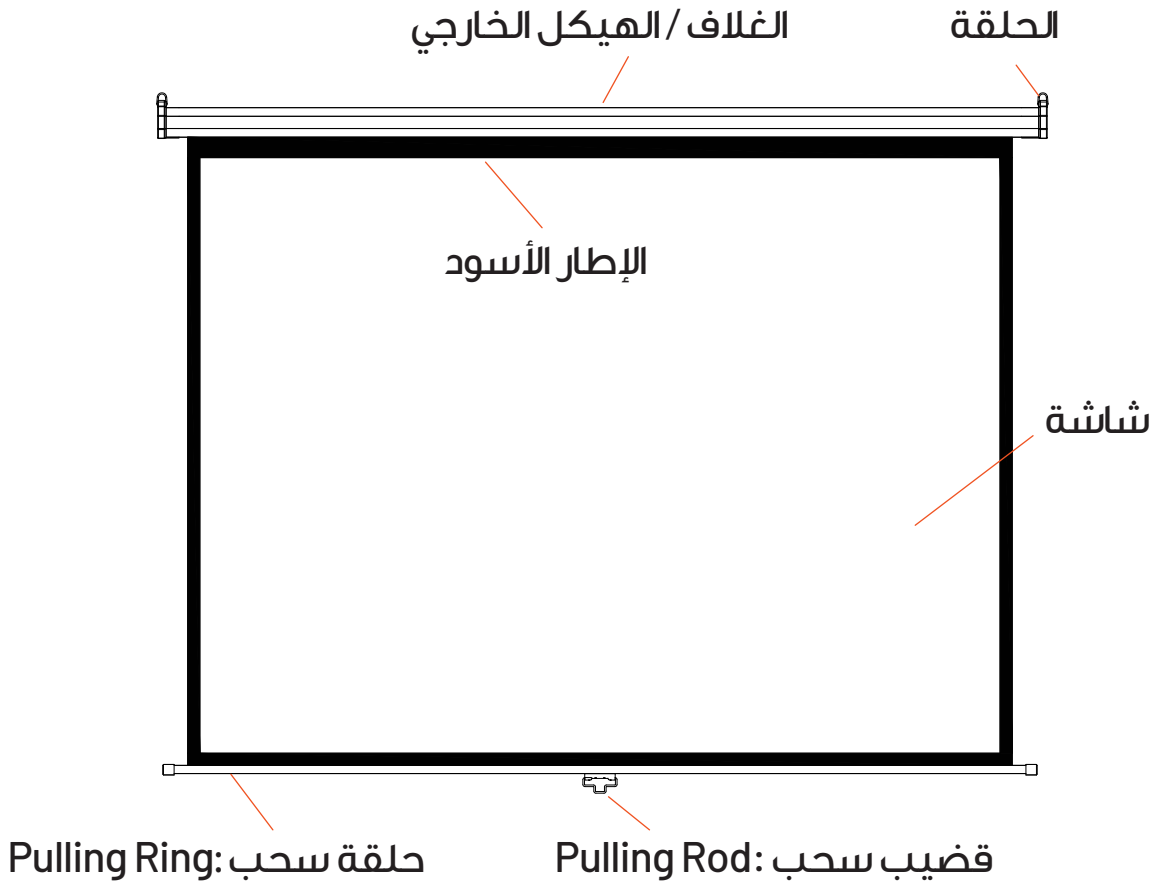 الحلقة
الغلاف / الهيكل الخارجي
الإطار الأسود
شاشة
Pulling Ring: حلقة سحب
Pulling Rod: قضيب سحب